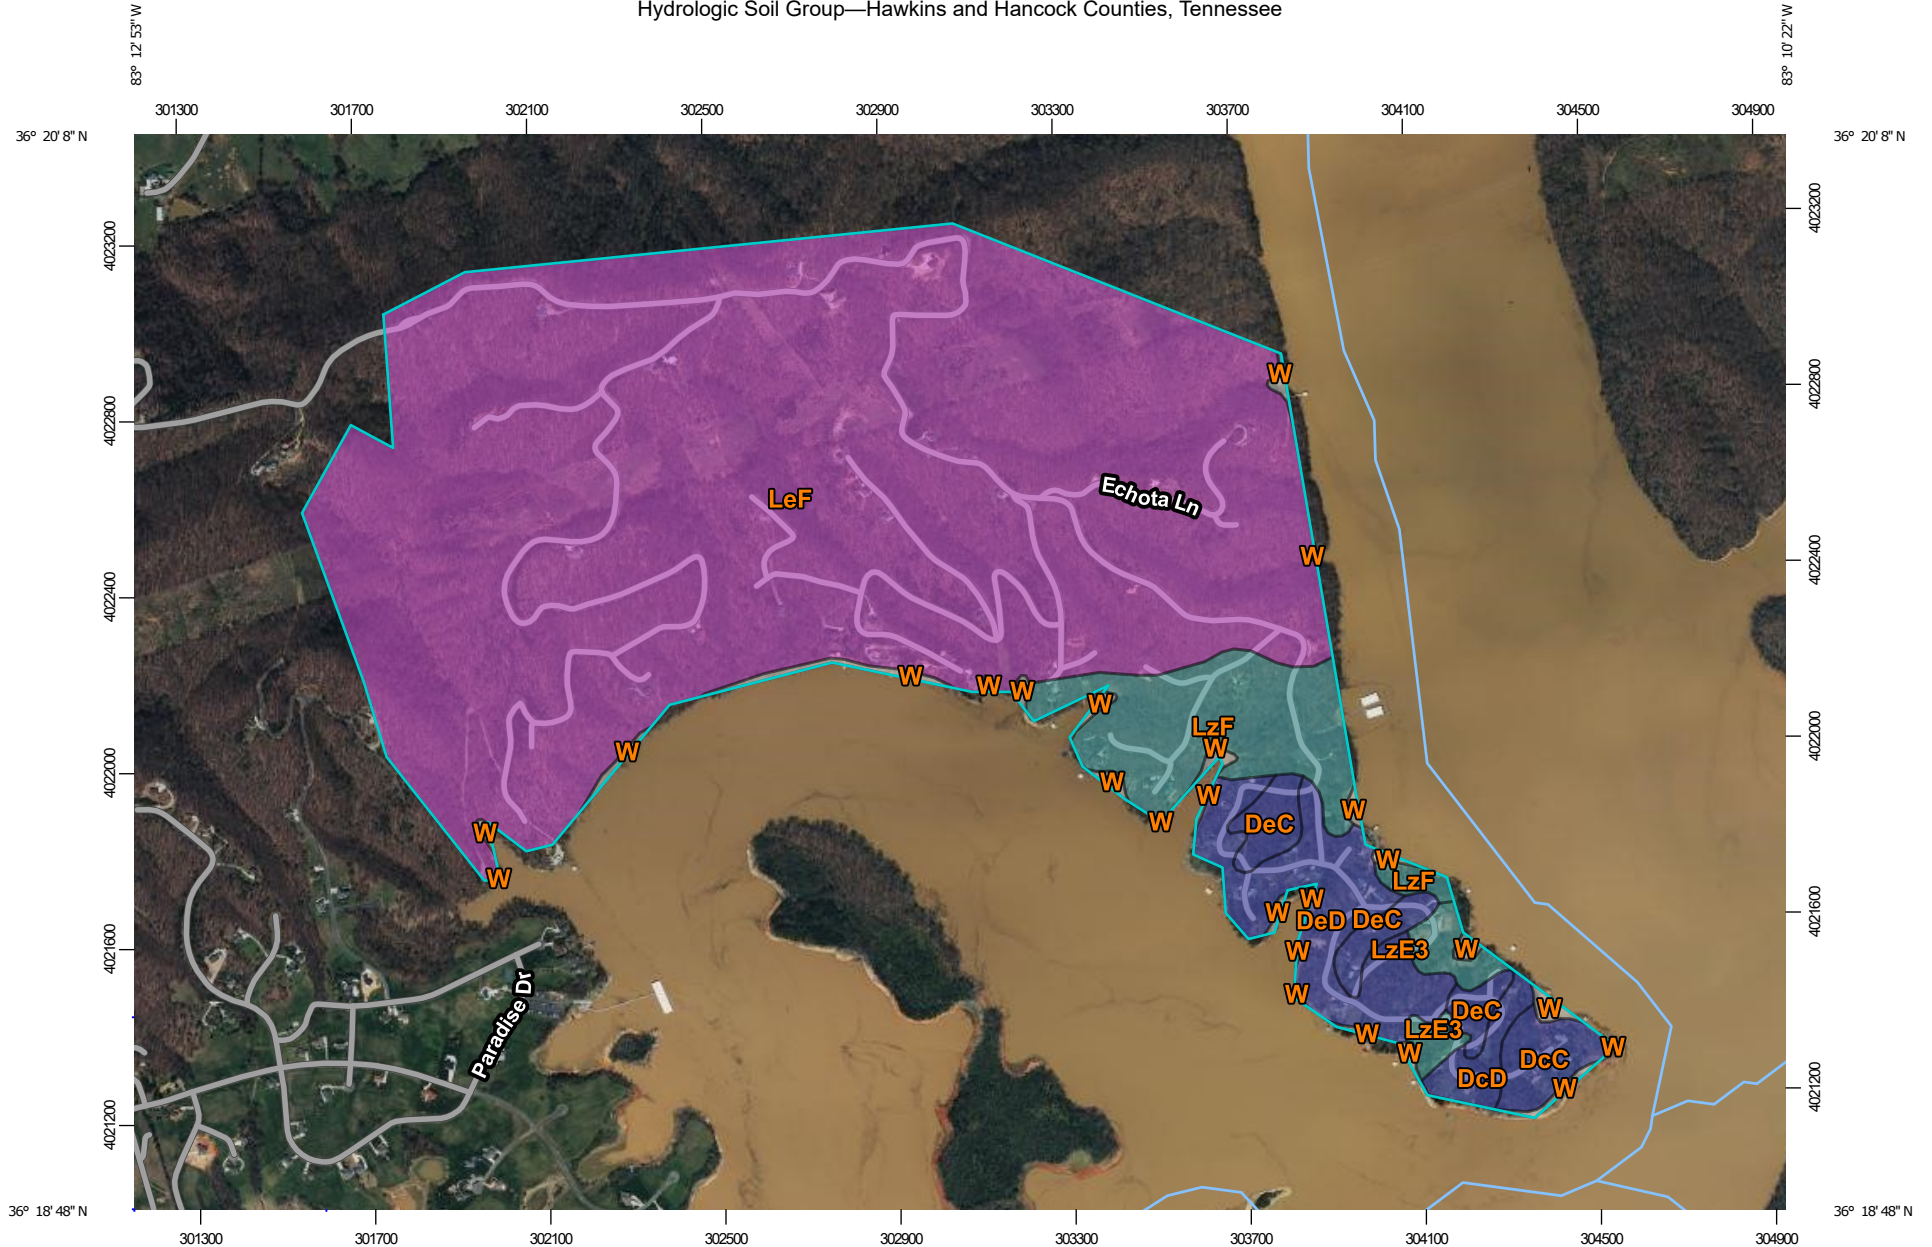 Hydrologic Soil Group—Hawkins and Hancock Counties, Tennessee
83° 12' 53'' W
83° 10' 22'' W
301300 301700 302100 302500 302900 303300 303700 304100 304500 304900
36° 20' 8'' N
36° 20' 8'' N
4023200
4023200
W
4022800
4022800
LeF
Echota Ln
W
4022400
4022400
W
W
W
W
LzF
W
W
4022000
4022000
W
W
W
W
W
DeC
W
W
W
LzF
W
W
DeD
DeC
4021600
4021600
W
LzE3
W
Paradise Dr
W
DeC
W
W
LzE3
W
W
DcC
DcD
W
4021200
4021200
36° 18' 48'' N
36° 18' 48'' N
301300 301700 302100 302500 302900 303300 303700 304100 304500 304900